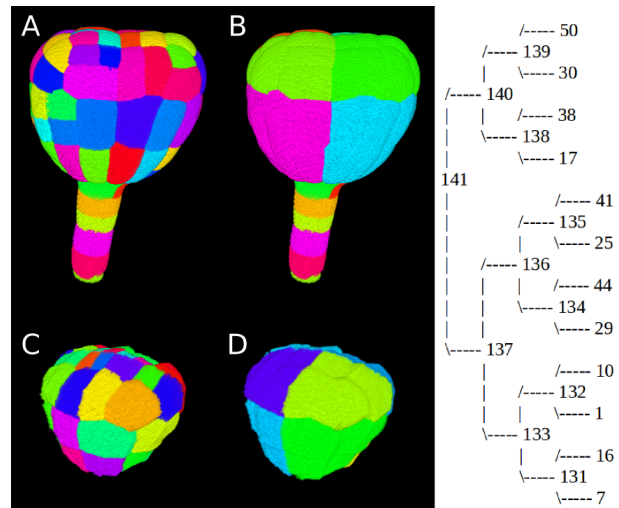 A B
C D
/----- 50
/----- 139
| \----- 30
/----- 140
| | /----- 38
| \----- 138
| \----- 17
141
| /----- 41
| /----- 135
| | \----- 25
| /----- 136
| | | /----- 44
| | \----- 134
| | \----- 29
\----- 137
| /----- 10
| /----- 132
| | \----- 1
\----- 133
| /----- 16
\----- 131
\----- 7